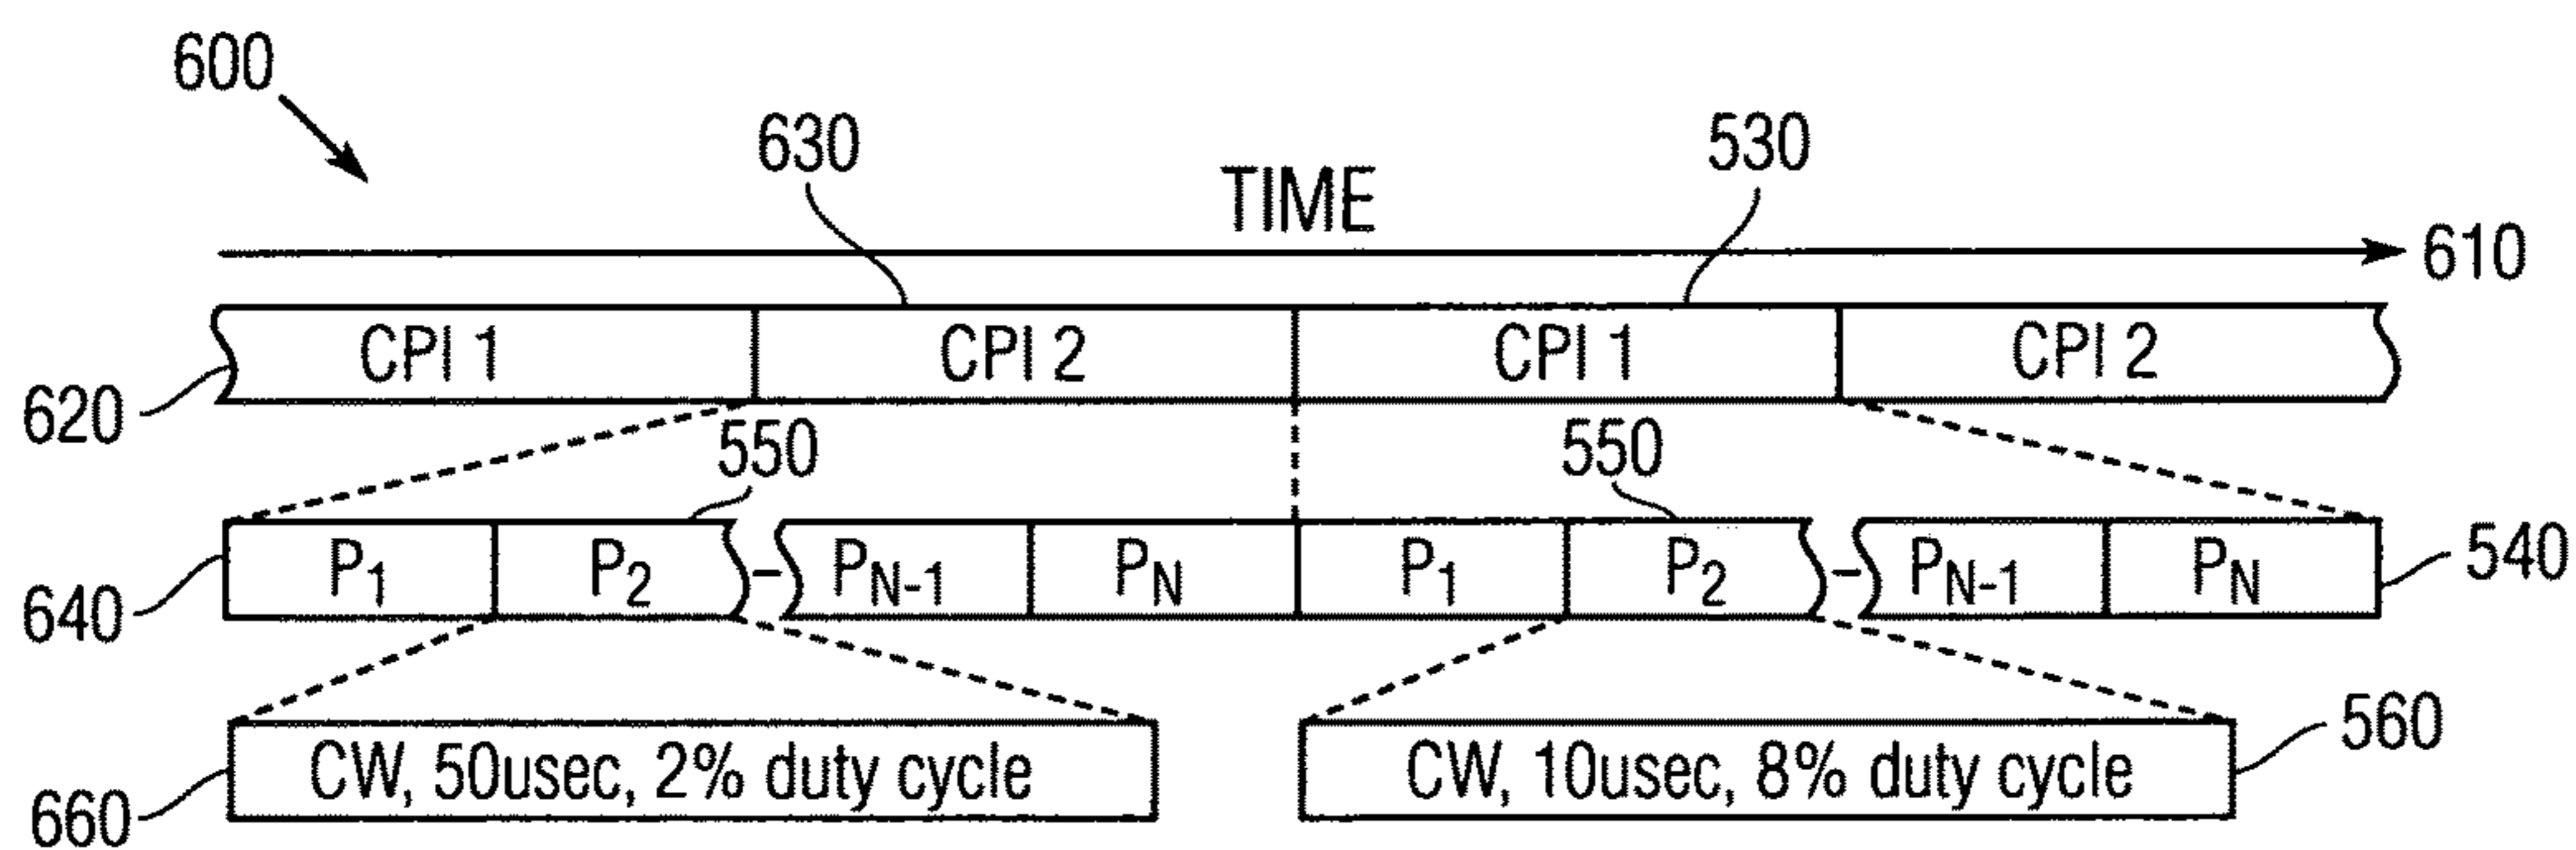 600
630
530
TIME
610
CPI 1 CPI 2 CPI 1 CPI 2
620
550 550
P1 P2 – PN-1 PN P1 P2 – PN-1 PN
540
640
CW, 50usec, 2% duty cycle CW, 10usec, 8% duty cycle
560
660